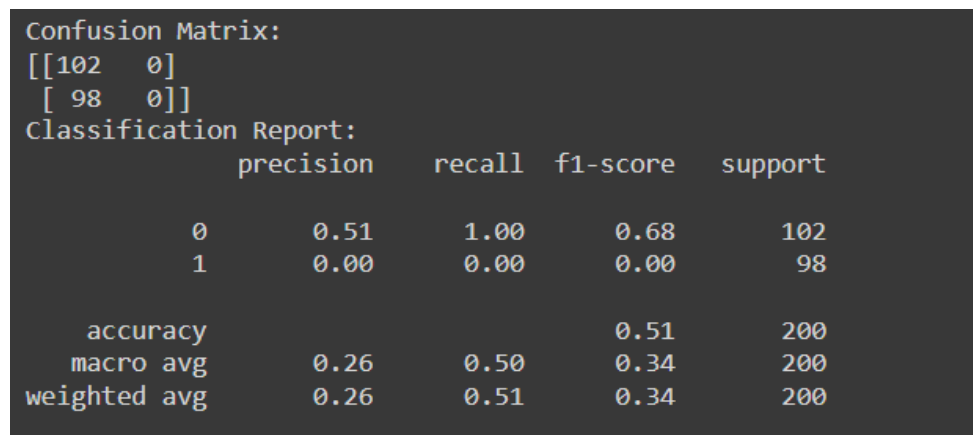 Confusion Matrix:
[[102   0]
 [ 98   0]]
Classification Report:
              precision    recall  f1-score   support

           0       0.51      1.00      0.68       102
           1       0.00      0.00      0.00        98

    accuracy                           0.51       200
   macro avg       0.26      0.50      0.34       200
weighted avg       0.26      0.51      0.34       200